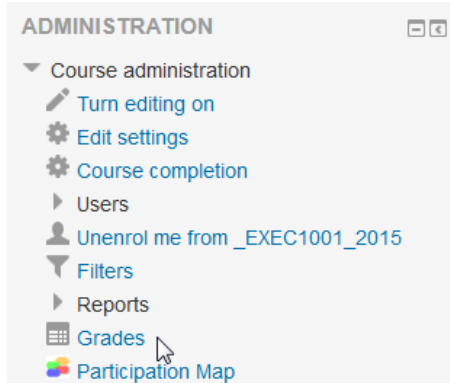 ADMINISTRATION
Course administration
Turn editing on
Edit settings
Course completion
Users
Unenrol me from _EXEC1001_2015
Filters
Reports
Grades
Participation Map